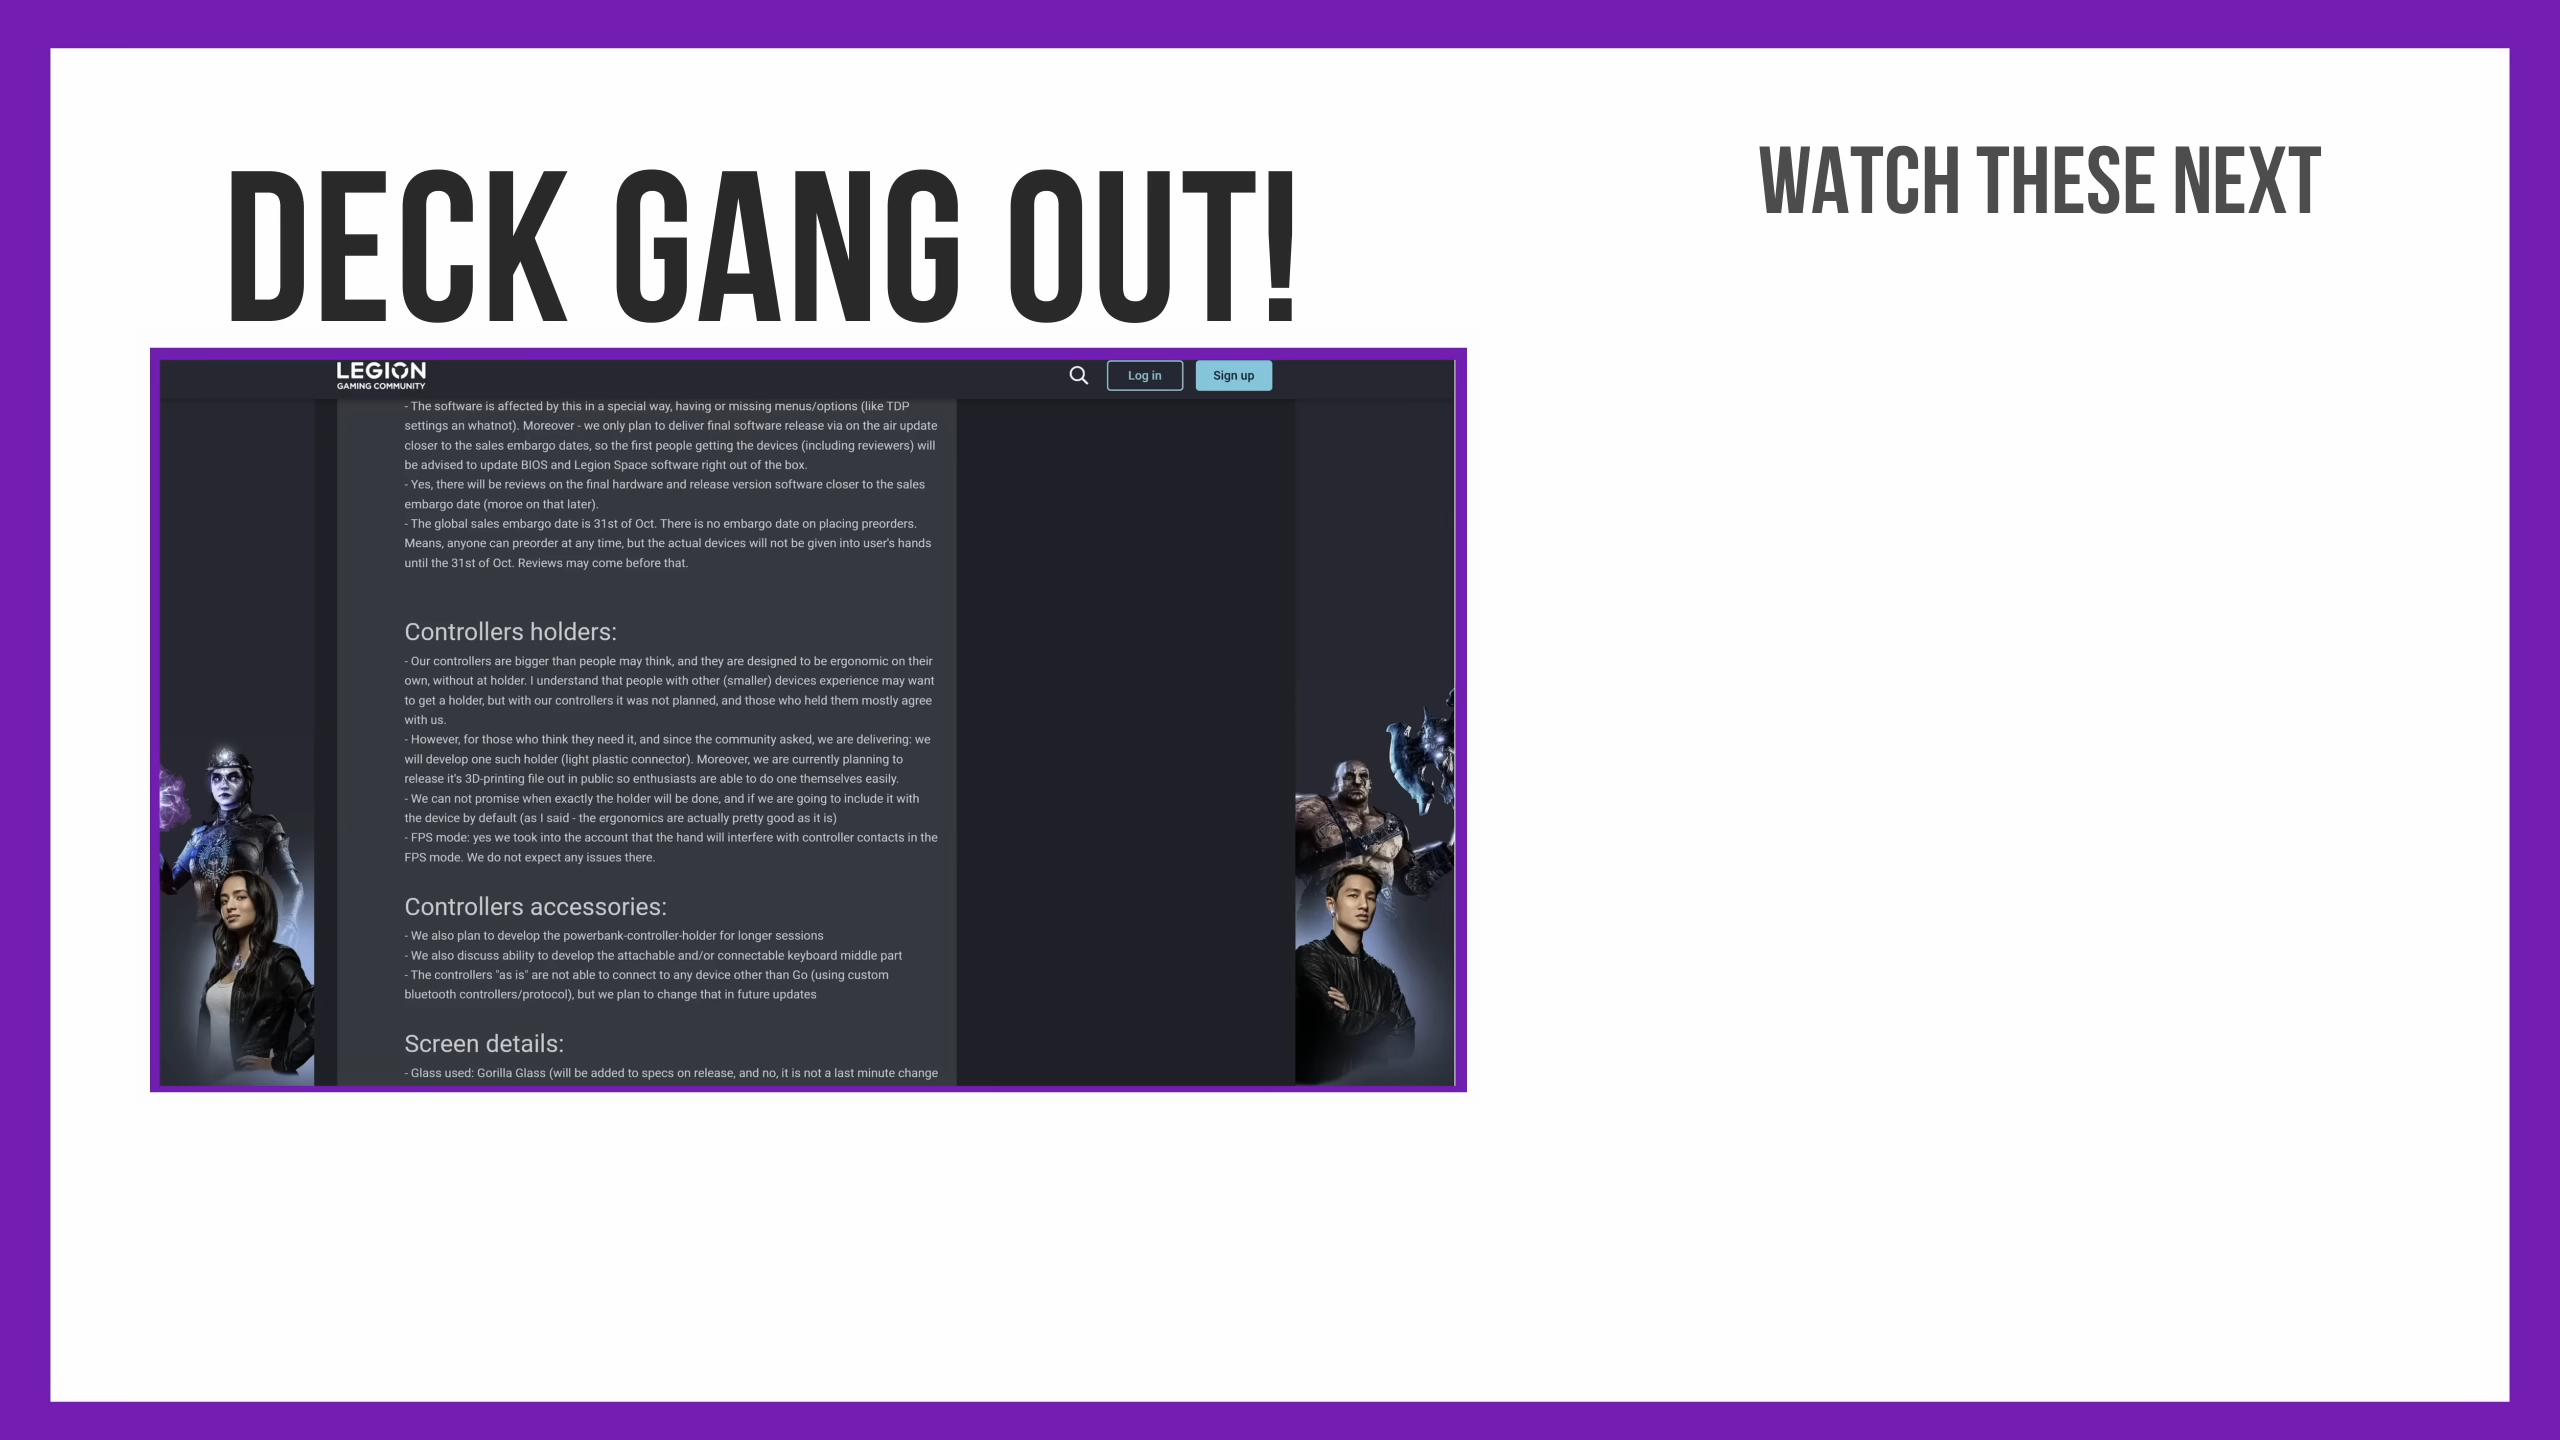 DECK GANG OUT!
WATCH THESE NEXT
LEGION
GAMING COMMUNITY
Log in
Sign up
- The software is affected by this in a special way, having or missing menus/options (like TDP
settings an whatnot). Moreover - we only plan to deliver final software release via on the air update
closer to the sales embargo dates, so the first people getting the devices (including reviewers) will
be advised to update BIOS and Legion Space software right out of the box.
- Yes, there will be reviews on the final hardware and release version software closer to the sales
embargo date (moroe on that later).
- The global sales embargo date is 31st of Oct. There is no embargo date on placing preorders.
Means, anyone can preorder at any time, but the actual devices will not be given into user's hands
until the 31st of Oct. Reviews may come before that.
Controllers holders:
- Our controllers are bigger than people may think, and they are designed to be ergonomic on their
own, without at holder. I understand that people with other (smaller) devices experience may want
to get a holder, but with our controllers it was not planned, and those who held them mostly agree
with us.
- However, for those who think they need it, and since the community asked, we are delivering: we
will develop one such holder (light plastic connector). Moreover, we are currently planning to
release it's 3D-printing file out in public so enthusiasts are able to do one themselves easily.
- We can not promise when exactly the holder will be done, and if we are going to include it with
the device by default (as I said - the ergonomics are actually pretty good as it is)
- FPS mode: yes we took into the account that the hand will interfere with controller contacts in the
FPS mode. We do not expect any issues there.
Controllers accessories:
- We also plan to develop the powerbank-controller-holder for longer sessions
- We also discuss ability to develop the attachable and/or connectable keyboard middle part
- The controllers "as is" are not able to connect to any device other than Go (using custom
bluetooth controllers/protocol), but we plan to change that in future updates
Screen details:
- Glass used: Gorilla Glass (will be added to specs on release, and no, it is not a last minute change